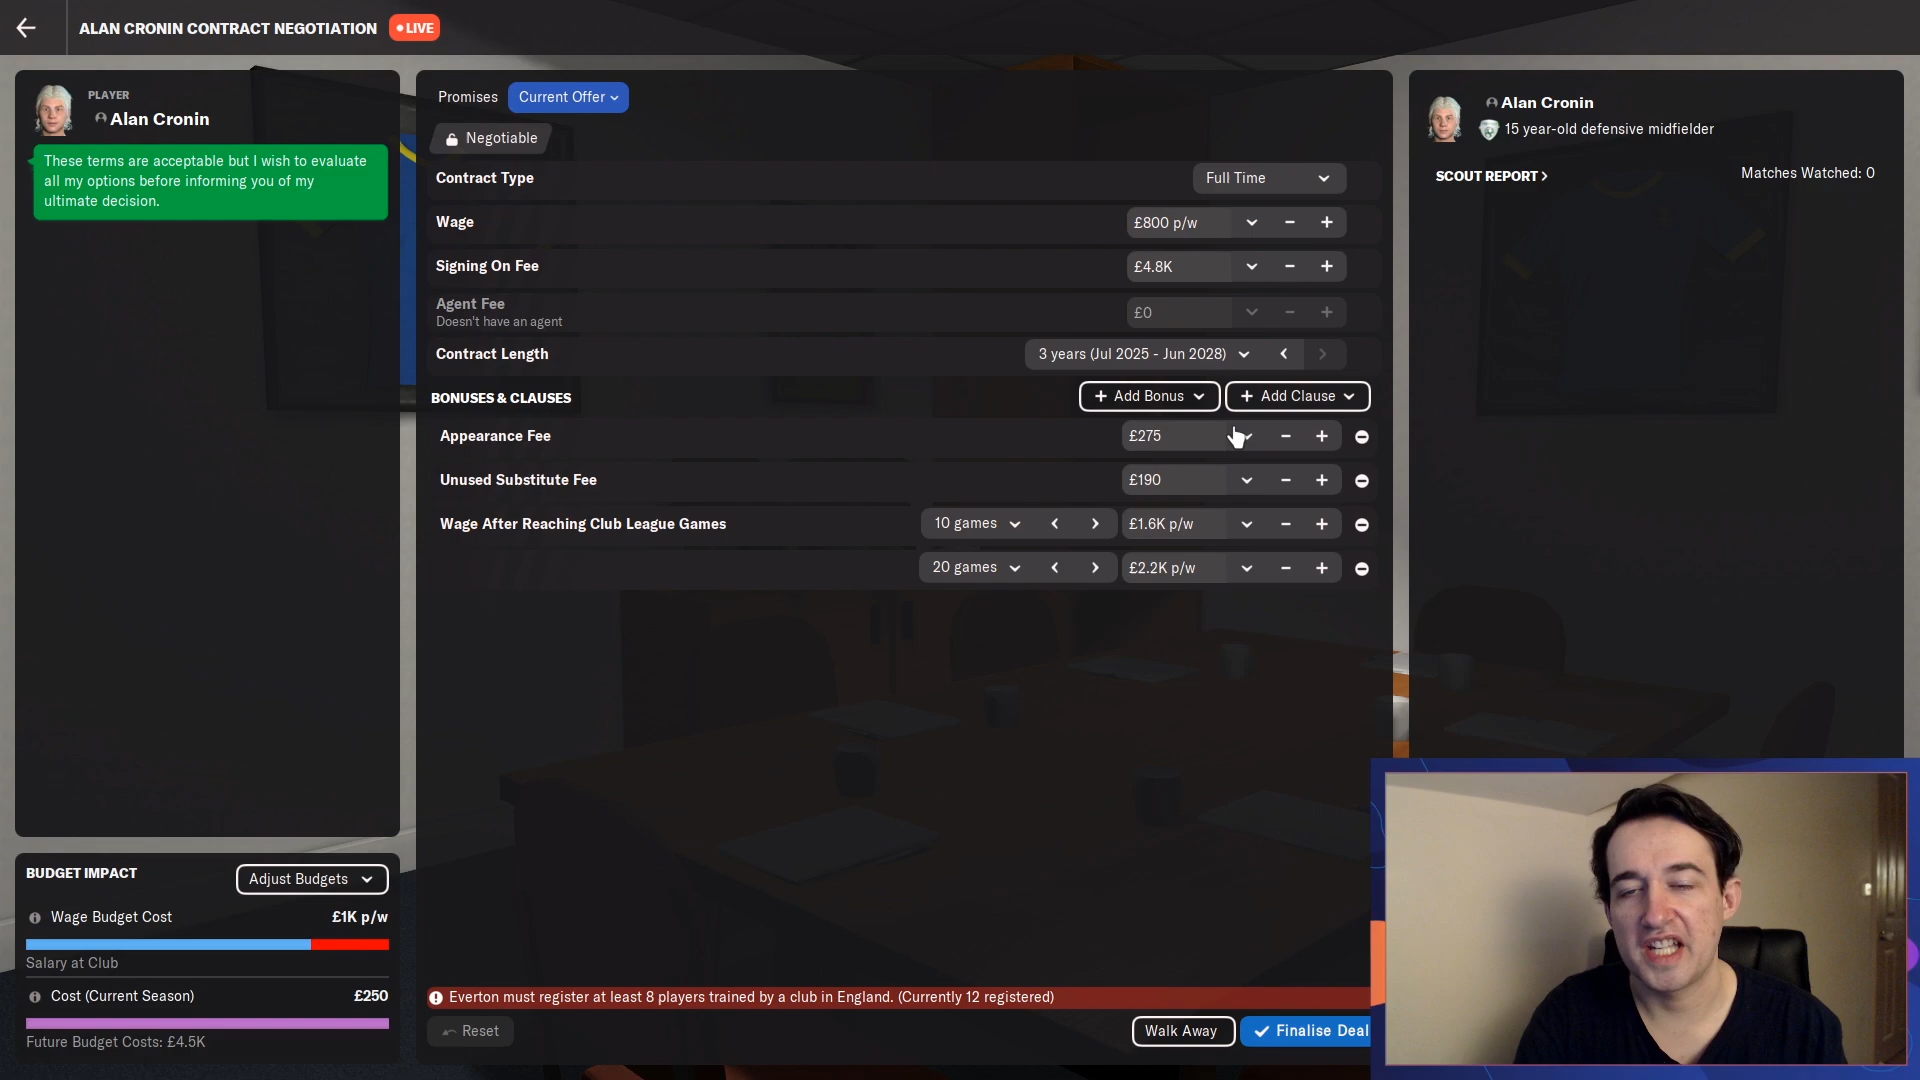 ALAN CRONIN CONTRACT NEGOTIATION
LIVE
PLAYER
Alan Cronin
These terms are acceptable but I wish to evaluate
all my options before informing you of my
ultimate decision.
Promises
Current Offer
Negotiable
Contract Type
Full Time
Wage
£800 p/w
Signing On Fee
£4.8K
Agent Fee
Doesn't have an agent
£0
Contract Length
3 years (Jul 2025 - Jun 2028)
BONUSES & CLAUSES
Add Bonus
Add Clause
Appearance Fee
£275
Unused Substitute Fee
£190
Wage After Reaching Club League Games
10 games
£1.6K p/w
20 games
£2.2K p/w
Alan Cronin
15 year-old defensive midfielder
SCOUT REPORT
Matches Watched: 0
BUDGET IMPACT
Adjust Budgets
Wage Budget Cost
£1K p/w
Salary at Club
Cost (Current Season)
£250
Future Budget Costs: £4.5K
Everton must register at least 8 players trained by a club in England. (Currently 12 registered)
Reset
Walk Away
Finalise Deal